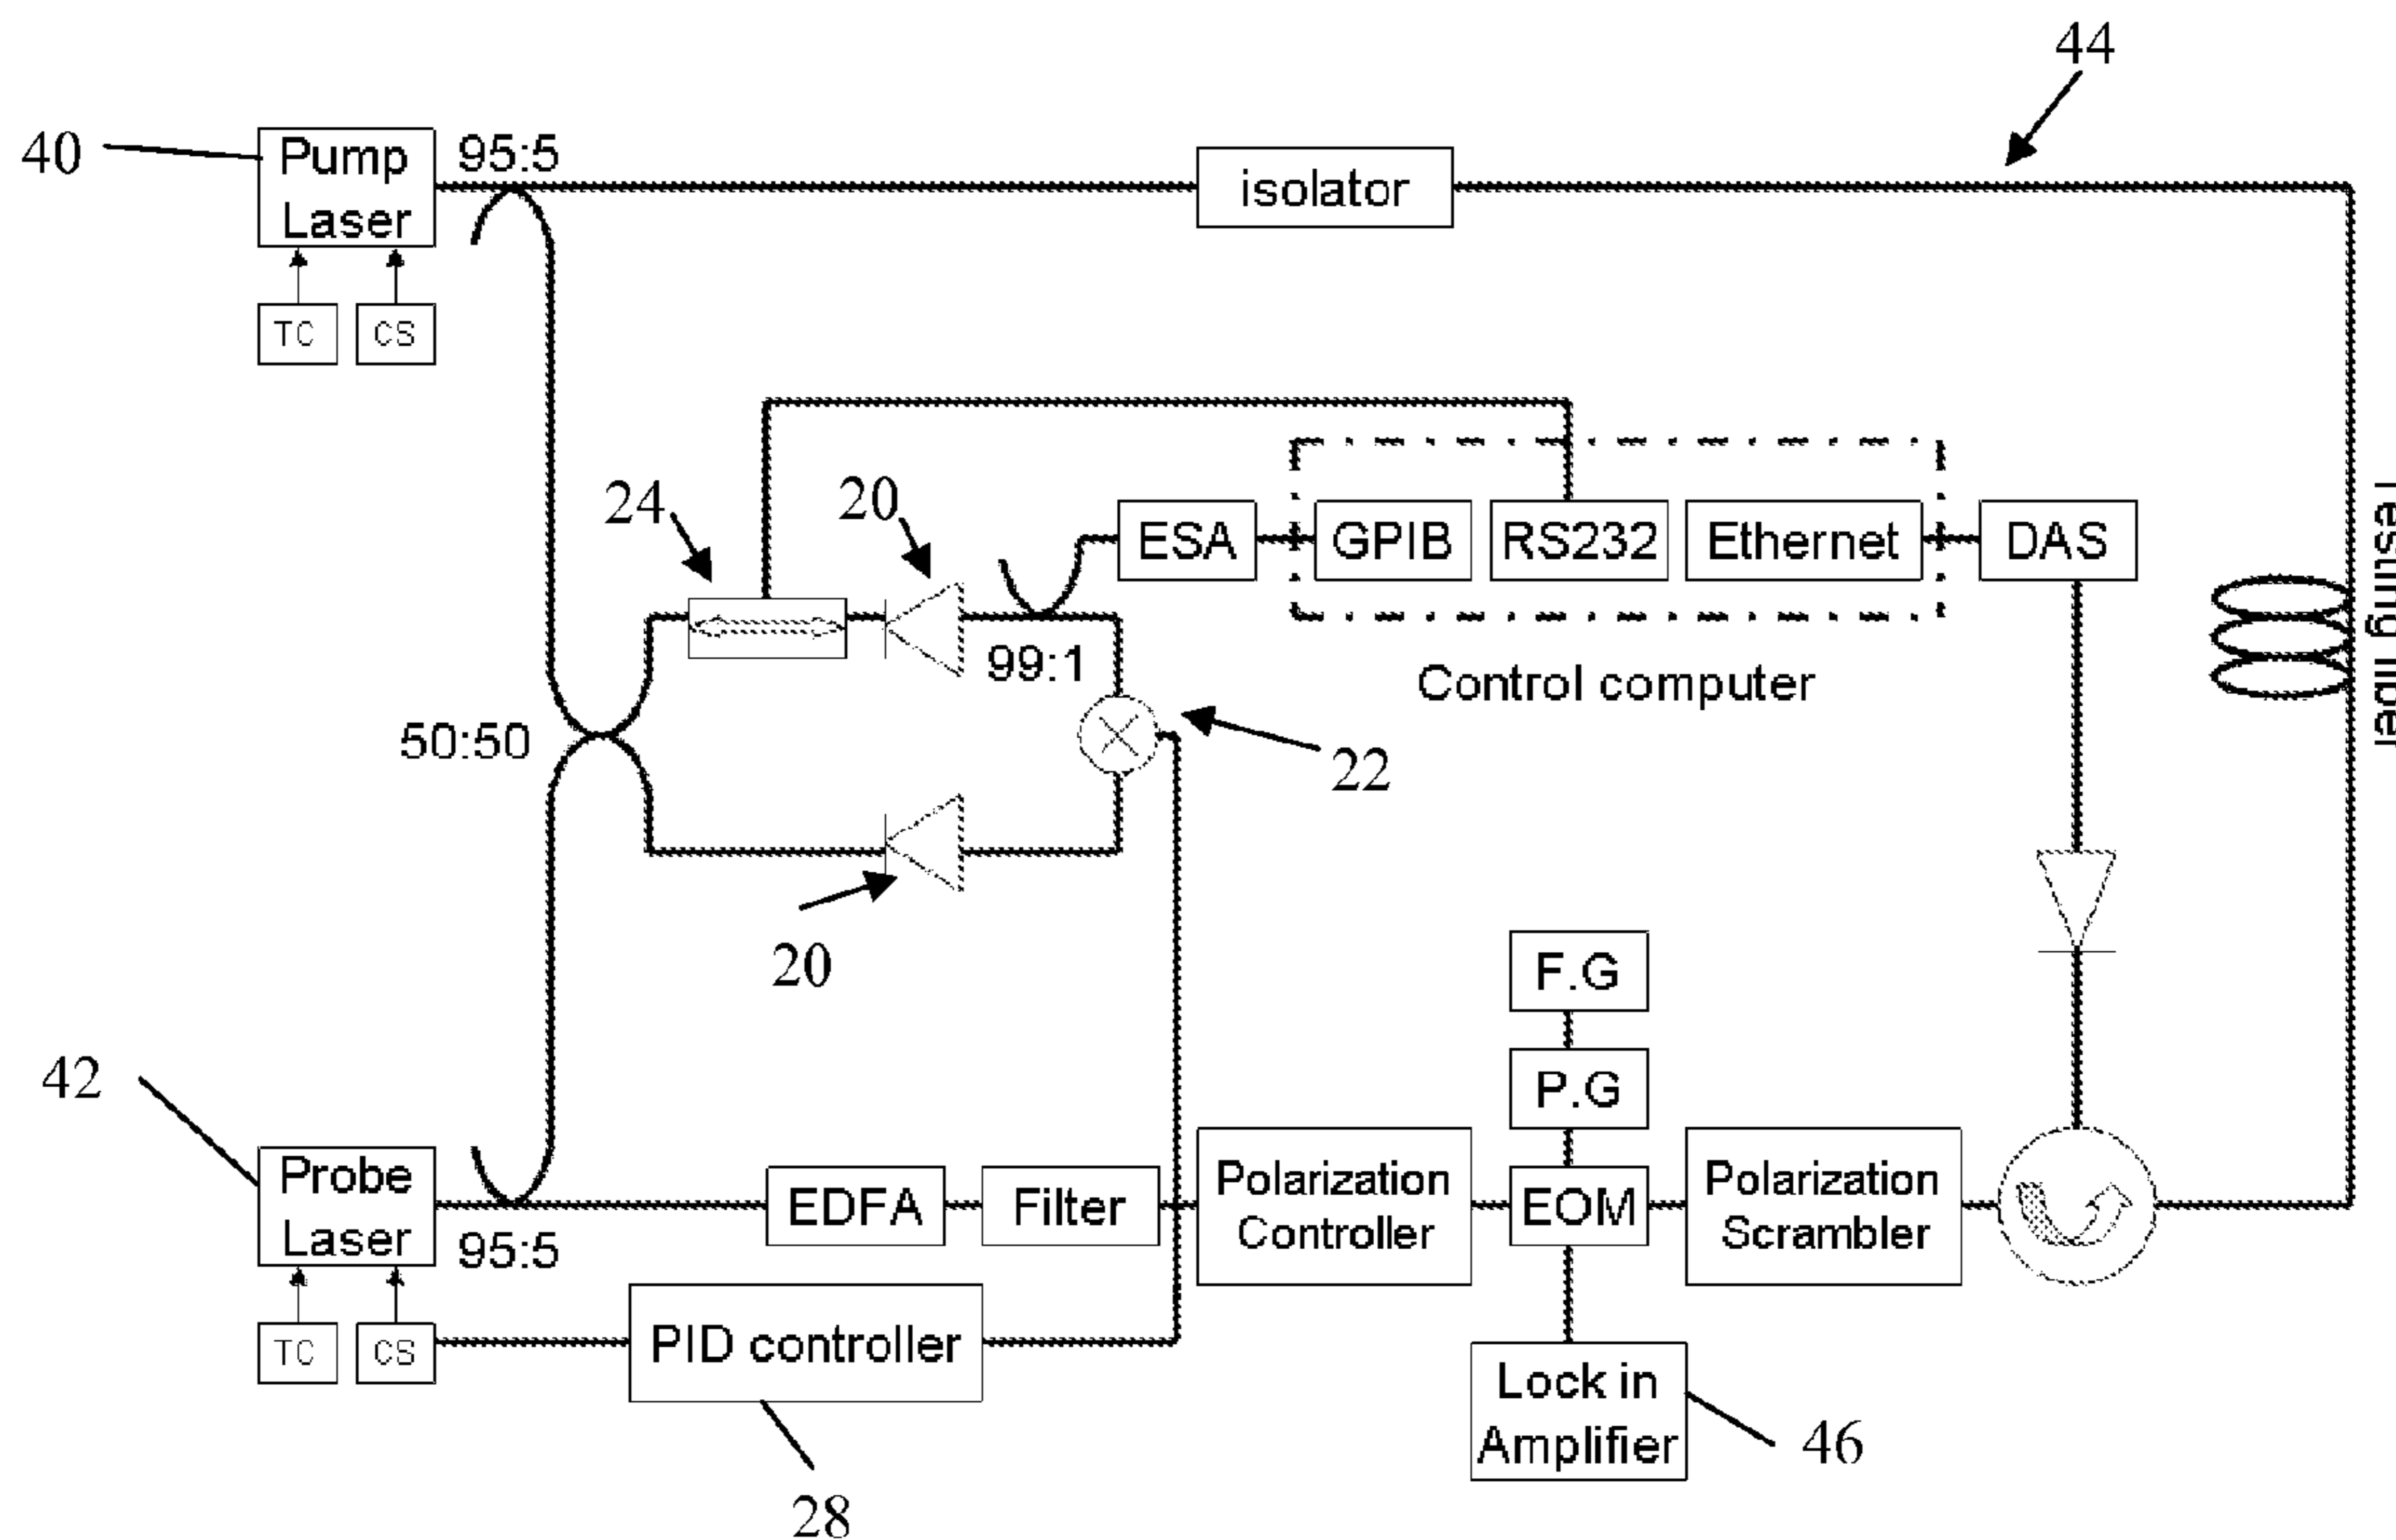 44
40
Pump
Laser
95:5
isolator
TC
CS
24
20
ESA
GPIB
RS232
Ethernet
DAS
Testing fiber
99:1
Control computer
50:50
22
20
F.G
P.G
42
Probe
Laser
95:5
EDFA
Filter
Polarization
Controller
EOM
Polarization
Scrambler
TC
CS
PID controller
Lock in
Amplifier
46
28